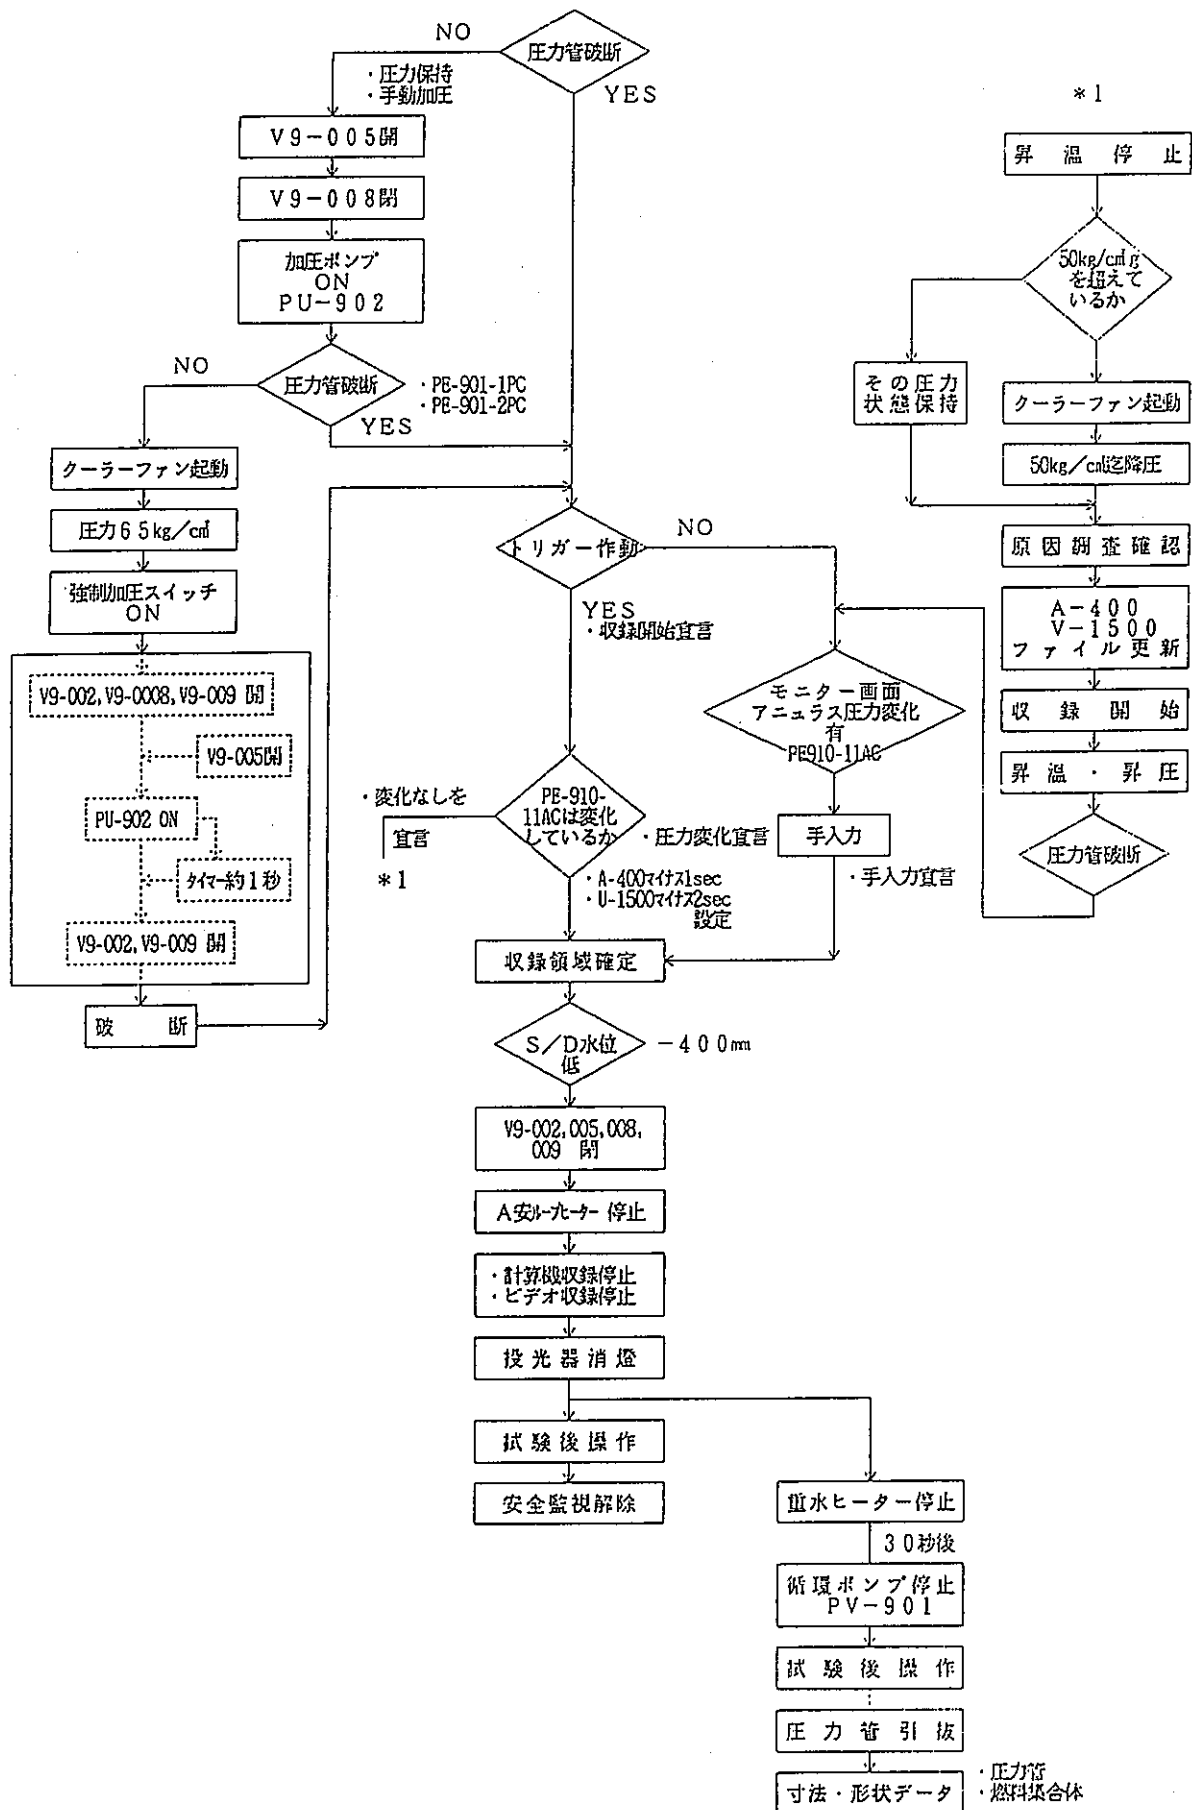 圧力管破断
NO
YES
・圧力保持
・手動加圧
V9-005開
V9-008閉
加圧ポンプ
ON
PU-902
圧力管破断
NO
YES
・PE-901-1PC
・PE-901-2PC
クーラーファン起動
圧力65kg/cm²
強制加圧スイッチ
ON
V9-002,V9-0008,V9-009 閉
V9-005開
PU-902 ON
タイマー約1秒
V9-002,V9-009 開
破 断
トリガー作動
NO
YES
・収録開始宣言
モニター画面
アニュラス圧力変化
有
PE910-11AC
手入力
・手入力宣言
PE-910-
11ACは変化
しているか
・変化なしを
宣言
*1
・圧力変化宣言
・A-400マイナス1sec
・U-1500マイナス2sec
設定
収録領域確定
S/D水位
低
-400mm
V9-002,005,008,
009 閉
A安ループヒーター停止
・計算機収録停止
・ビデオ収録停止
投光器消燈
試験後操作
安全監視解除
重水ヒーター停止
30秒後
循環ポンプ停止
PV-901
試験後操作
圧力管引抜
寸法・形状データ
・圧力管
・燃料集合体
*1
昇温停止
50kg/cm²g
を超えて
いるか
その圧力
状態保持
クーラーファン起動
50kg/cm²迄降圧
原因調査確認
A-400
V-1500
ファイル更新
収録開始
昇温・昇圧
圧力管破断